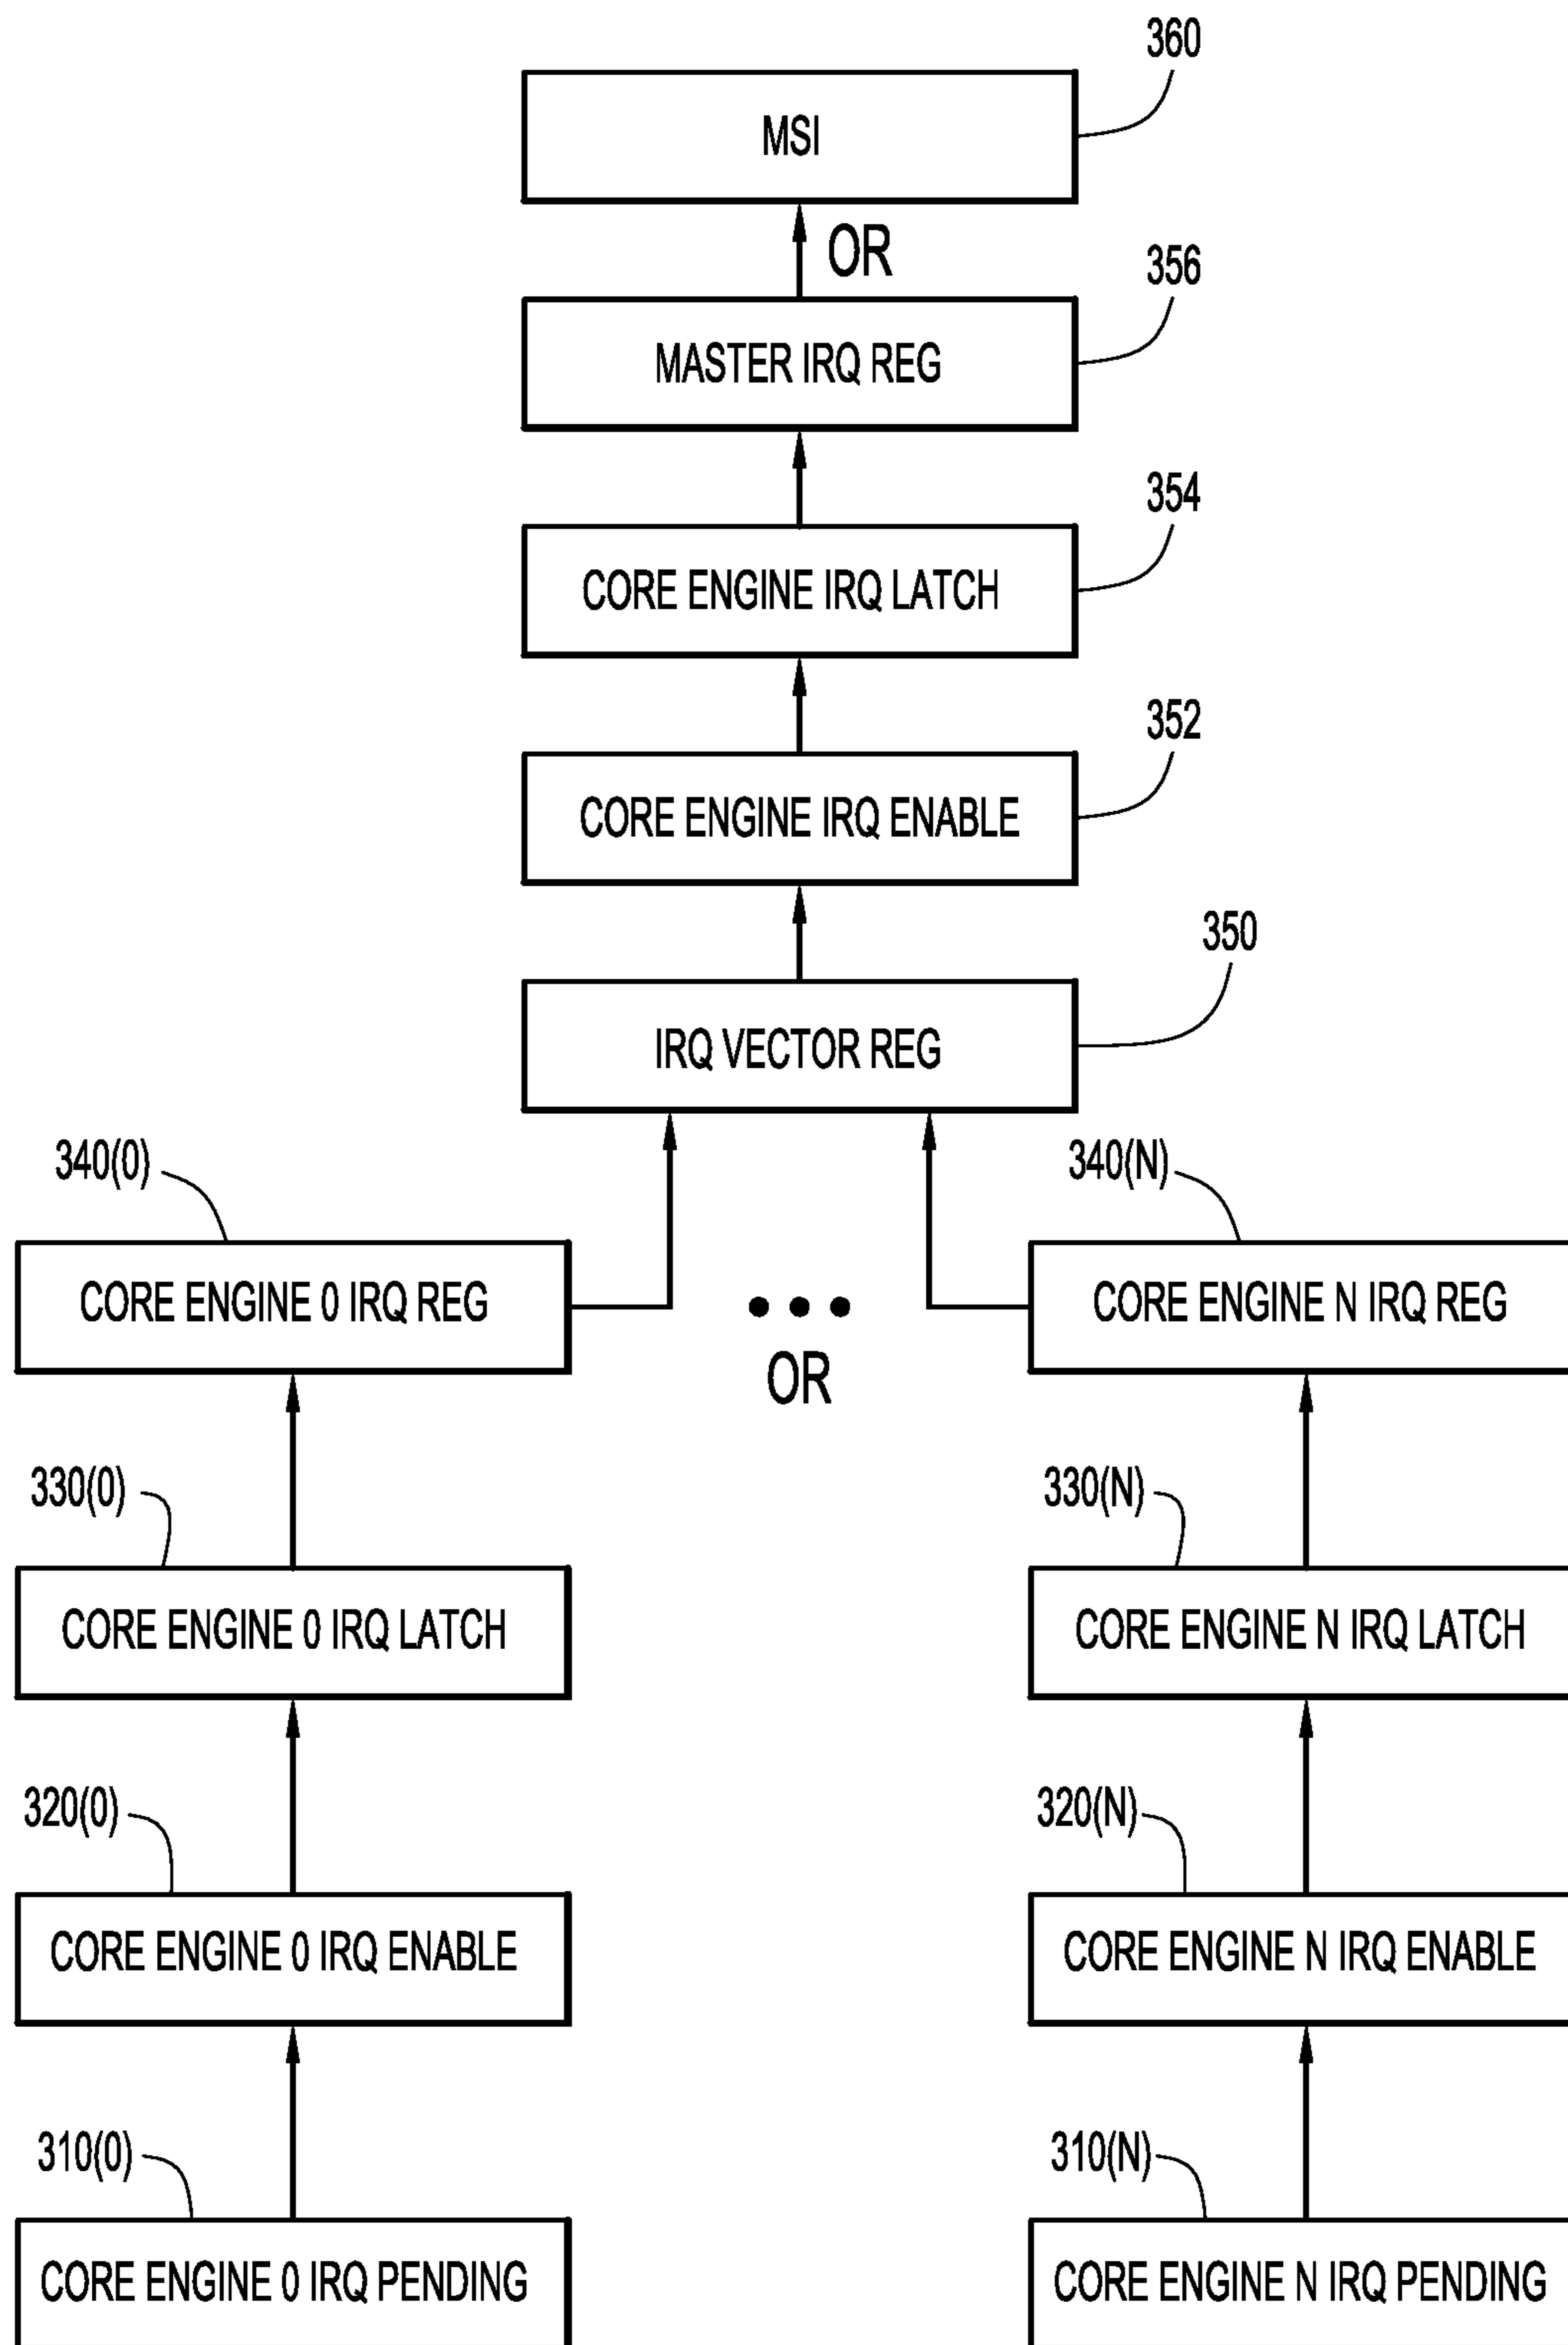 360
MSI
OR
356
MASTER IRQ REG
354
CORE ENGINE IRQ LATCH
352
CORE ENGINE IRQ ENABLE
350
IRQ VECTOR REG
340(0)
340(N)
CORE ENGINE 0 IRQ REG
CORE ENGINE N IRQ REG
OR
330(0)
330(N)
CORE ENGINE 0 IRQ LATCH
CORE ENGINE N IRQ LATCH
320(0)
320(N)
CORE ENGINE 0 IRQ ENABLE
CORE ENGINE N IRQ ENABLE
310(0)
310(N)
CORE ENGINE 0 IRQ PENDING
CORE ENGINE N IRQ PENDING